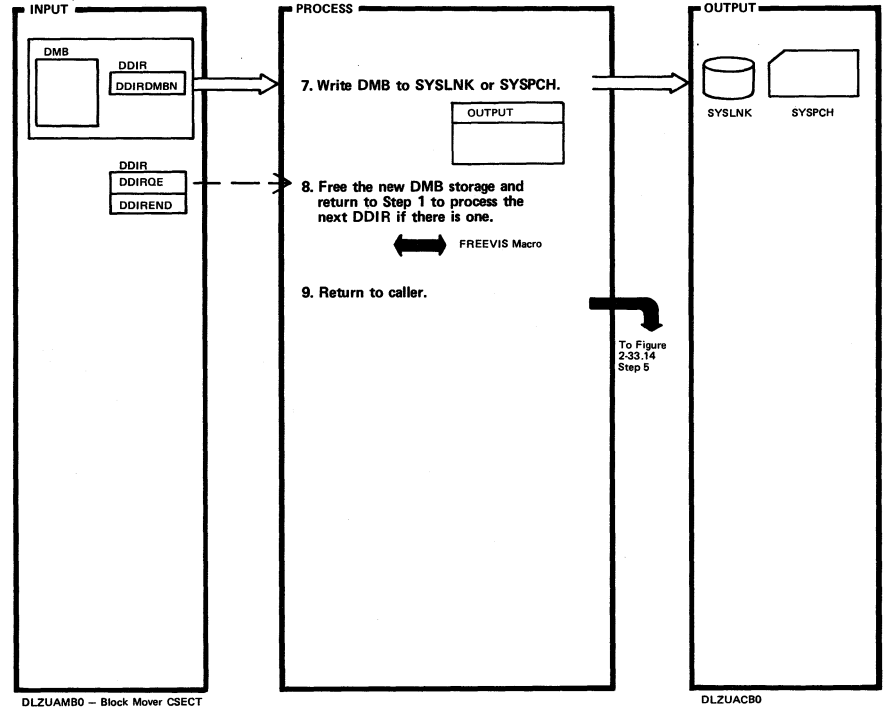 INPUT
DMB
DDIR
DDIRDMBN
DDIR
DDIRQE
DDIREND
PROCESS
7. Write DMB to SYSLNK or SYSPCH.
OUTPUT
8. Free the new DMB storage and
return to Step 1 to process the
next DDIR if there is one.
FREEVIS Macro
9. Return to caller.
To Figure
2-33.14
Step 5
OUTPUT
SYSLNK
SYSPCH
DLZUAMB0 – Block Mover CSECT
DLZUACB0